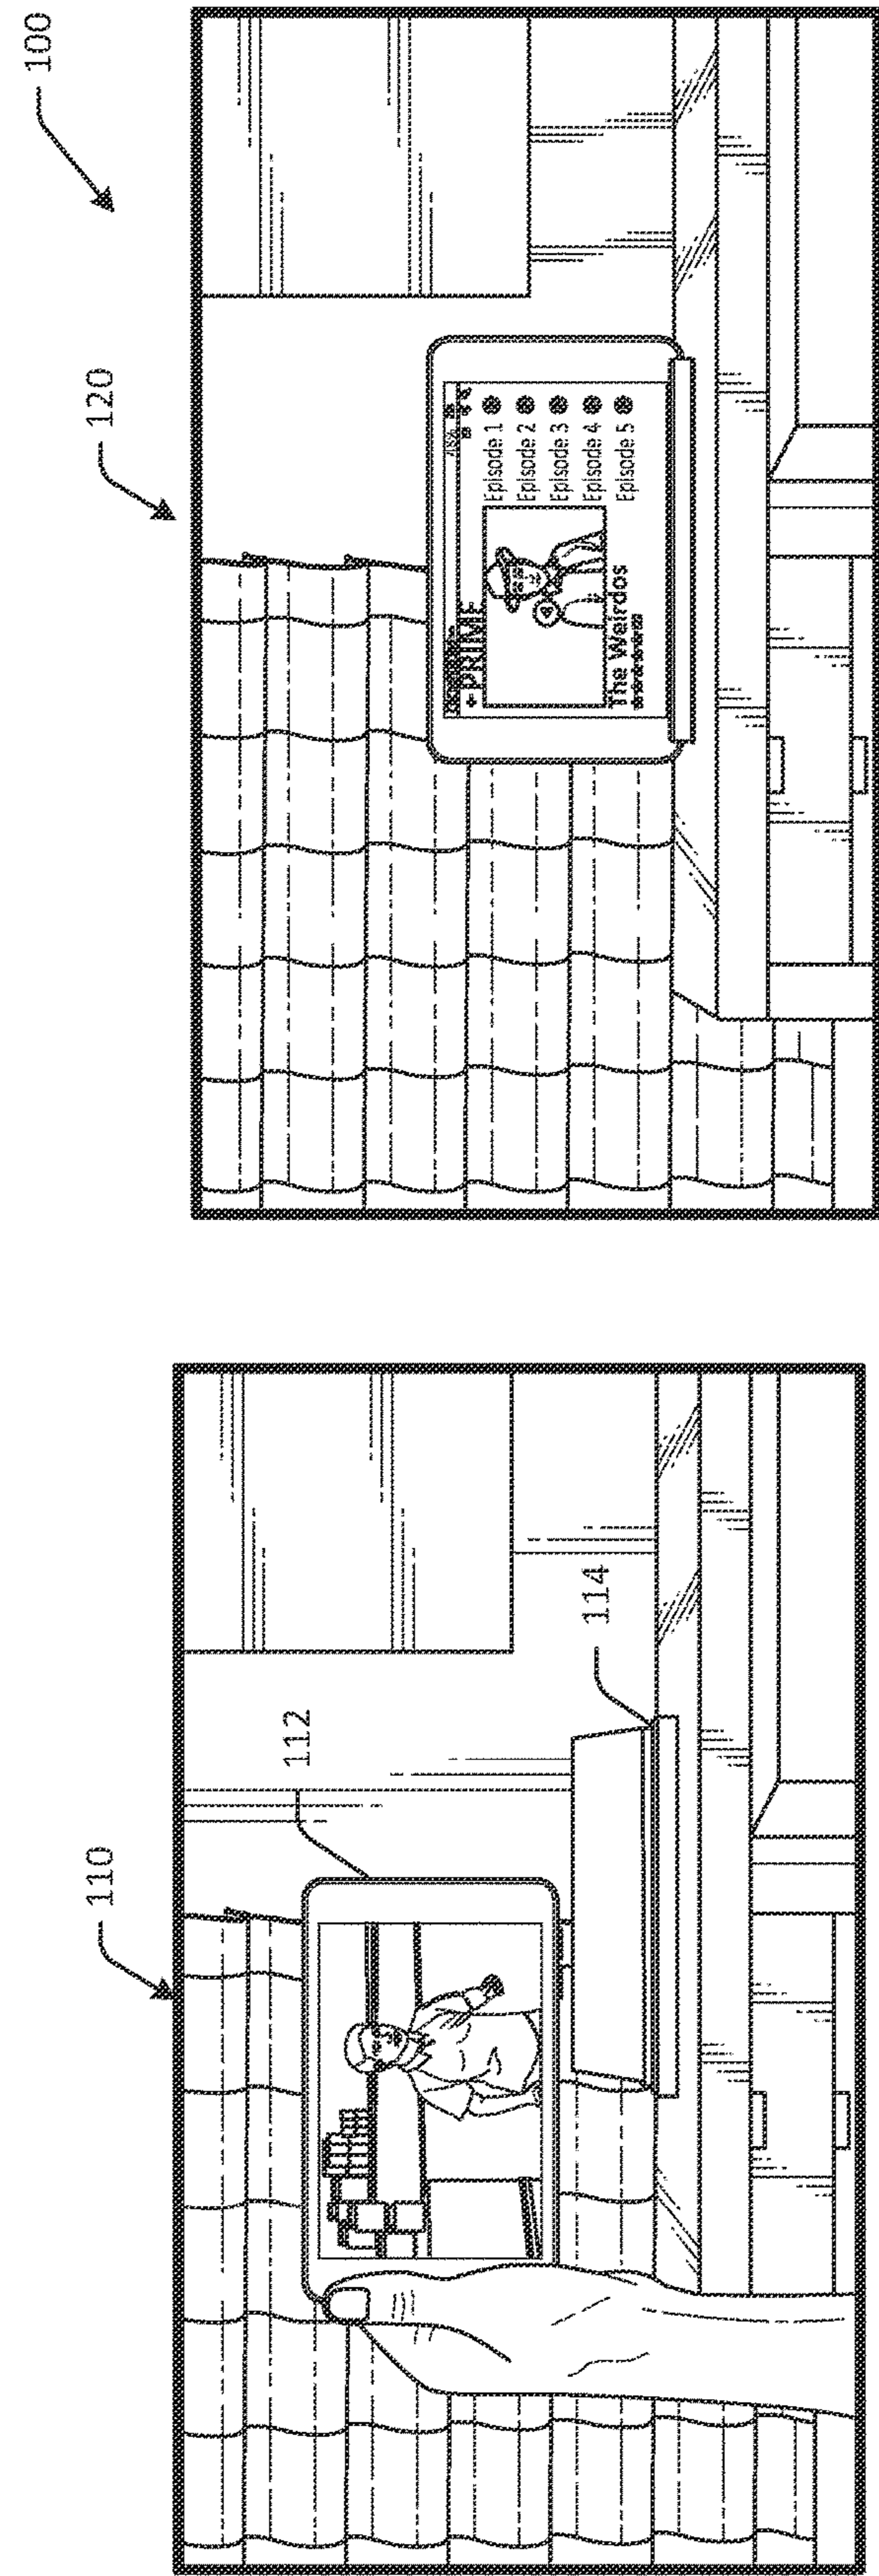 100
110
112
114
120
PRIME
Episode 1
Episode 2
Episode 3
Episode 4
Episode 5
The Weirdos